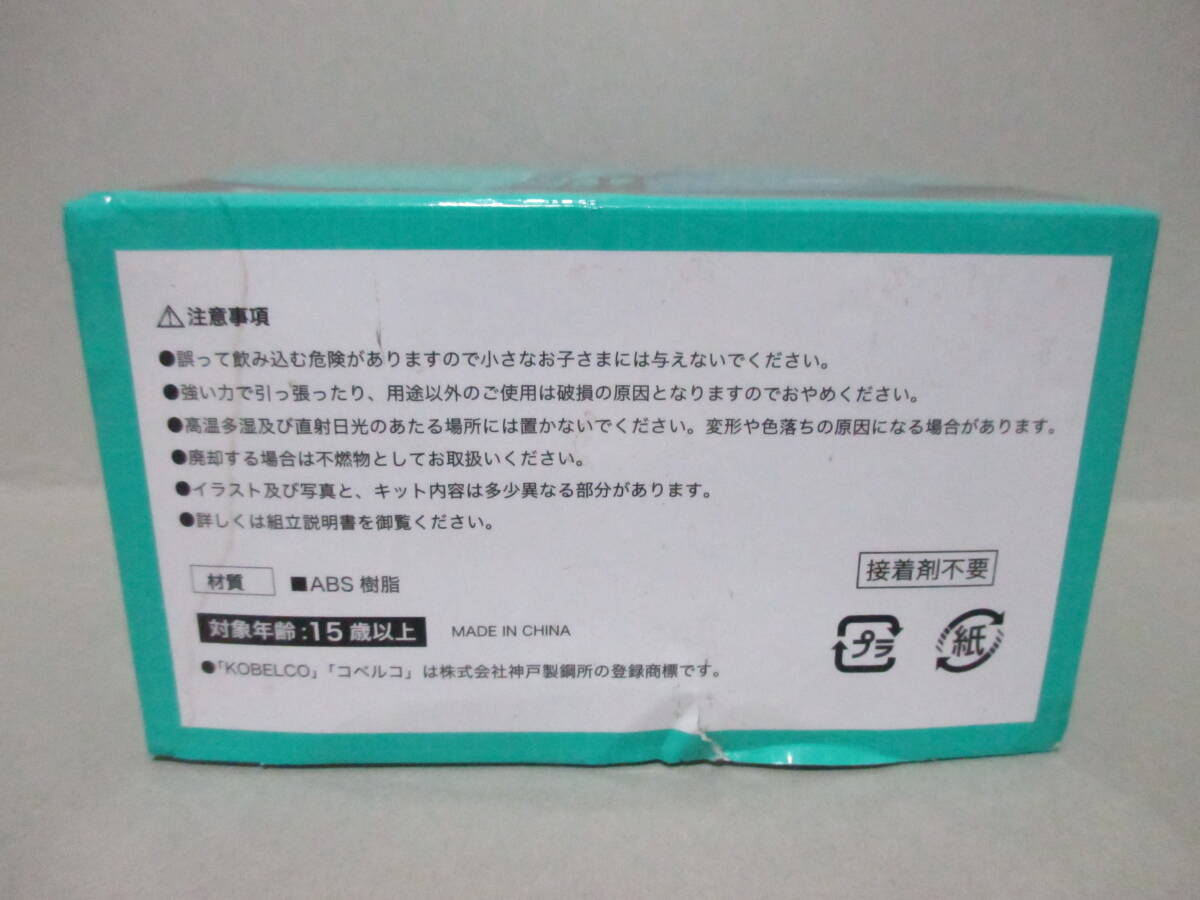 ⚠注意事項
●誤って飲み込む危険がありますので小さなお子さまには与えないでください。
●強い力で引っ張ったり、用途以外のご使用は破損の原因となりますのでおやめください。
●高温多湿及び直射日光のあたる場所には置かないでください。変形や色落ちの原因になる場合があります。
●廃却する場合は不燃物としてお取扱いください。
●イラスト及び写真と、キット内容は多少異なる部分があります。
●詳しくは組立説明書を御覧ください。
材質 ■ABS 樹脂
接着剤不要
対象年齢:15歳以上 MADE IN CHINA
プラ 紙
●「KOBELCO」「コベルコ」は株式会社神戸製鋼所の登録商標です。